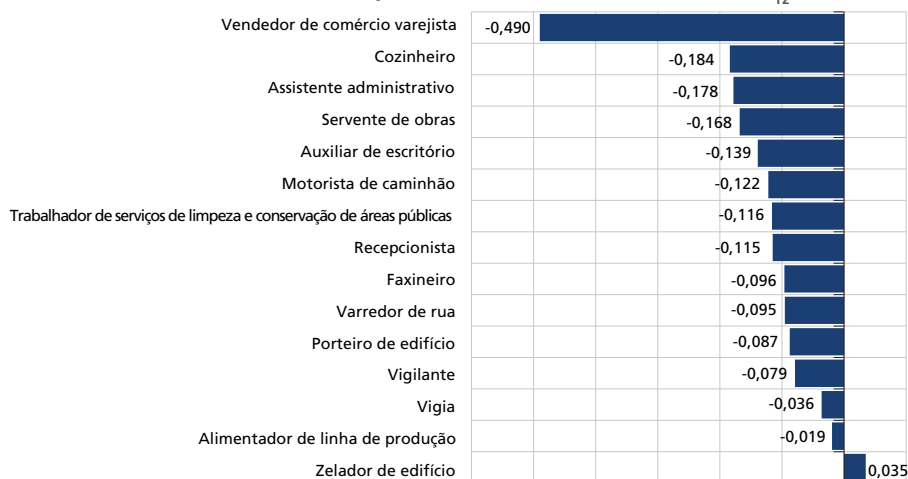 12
Vendedor de comércio varejista -0,490
Cozinheiro -0,184
Assistente administrativo -0,178
Servente de obras -0,168
Auxiliar de escritório -0,139
Motorista de caminhão -0,122
Trabalhador de serviços de limpeza e conservação de áreas públicas -0,116
Recepcionista -0,115
Faxineiro -0,096
Varredor de rua -0,095
Porteiro de edifício -0,087
Vigilante -0,079
Vigia -0,036
Alimentador de linha de produção -0,019
Zelador de edifício 0,035